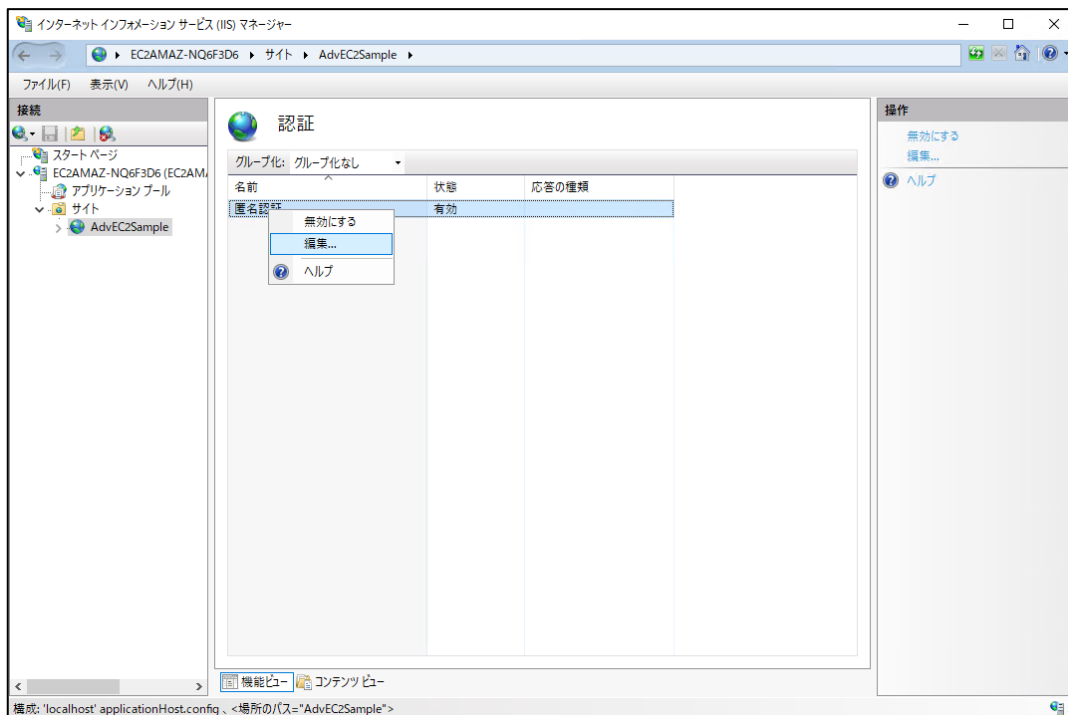 インターネット インフォメーション サービス (IIS) マネージャー
EC2AMAZ-NQ6F3D6 サイト AdvEC2Sample
ファイル(F) 表示(V) ヘルプ(H)
接続
スタート ページ
EC2AMAZ-NQ6F3D6 (EC2AM
アプリケーション プール
サイト
AdvEC2Sample
認証
グループ化: グループ化なし
名前 状態 応答の種類
匿名認証 有効
無効にする
編集...
ヘルプ
機能ビュー コンテンツ ビュー
操作
無効にする
編集...
ヘルプ
構成: 'localhost' applicationHost.config 、<場所のパス="AdvEC2Sample">